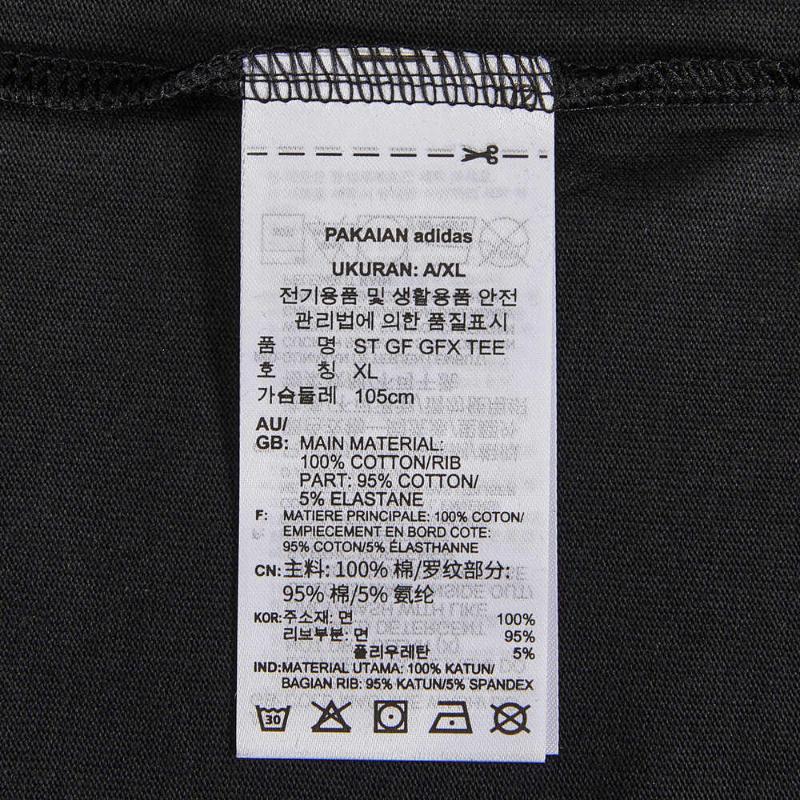 PAKAIAN adidas
UKURAN: A/XL
전기용품 및 생활용품 안전
관리법에 의한 품질표시
품 명 ST GF GFX TEE
호 칭 XL
가슴둘레 105cm
AU/
GB: MAIN MATERIAL:
100% COTTON/RIB
PART: 95% COTTON/
5% ELASTANE
F: MATIERE PRINCIPALE: 100% COTON/
EMPIECEMENT EN BORD COTE:
95% COTON/5% ÉLASTHANNE
CN: 主料: 100% 棉/罗纹部分:
95% 棉/5% 氨纶
KOR: 주소재: 면 100%
리브부분: 면 95%
폴리우레탄 5%
IND: MATERIAL UTAMA: 100% KATUN/
BAGIAN RIB: 95% KATUN/5% SPANDEX
30